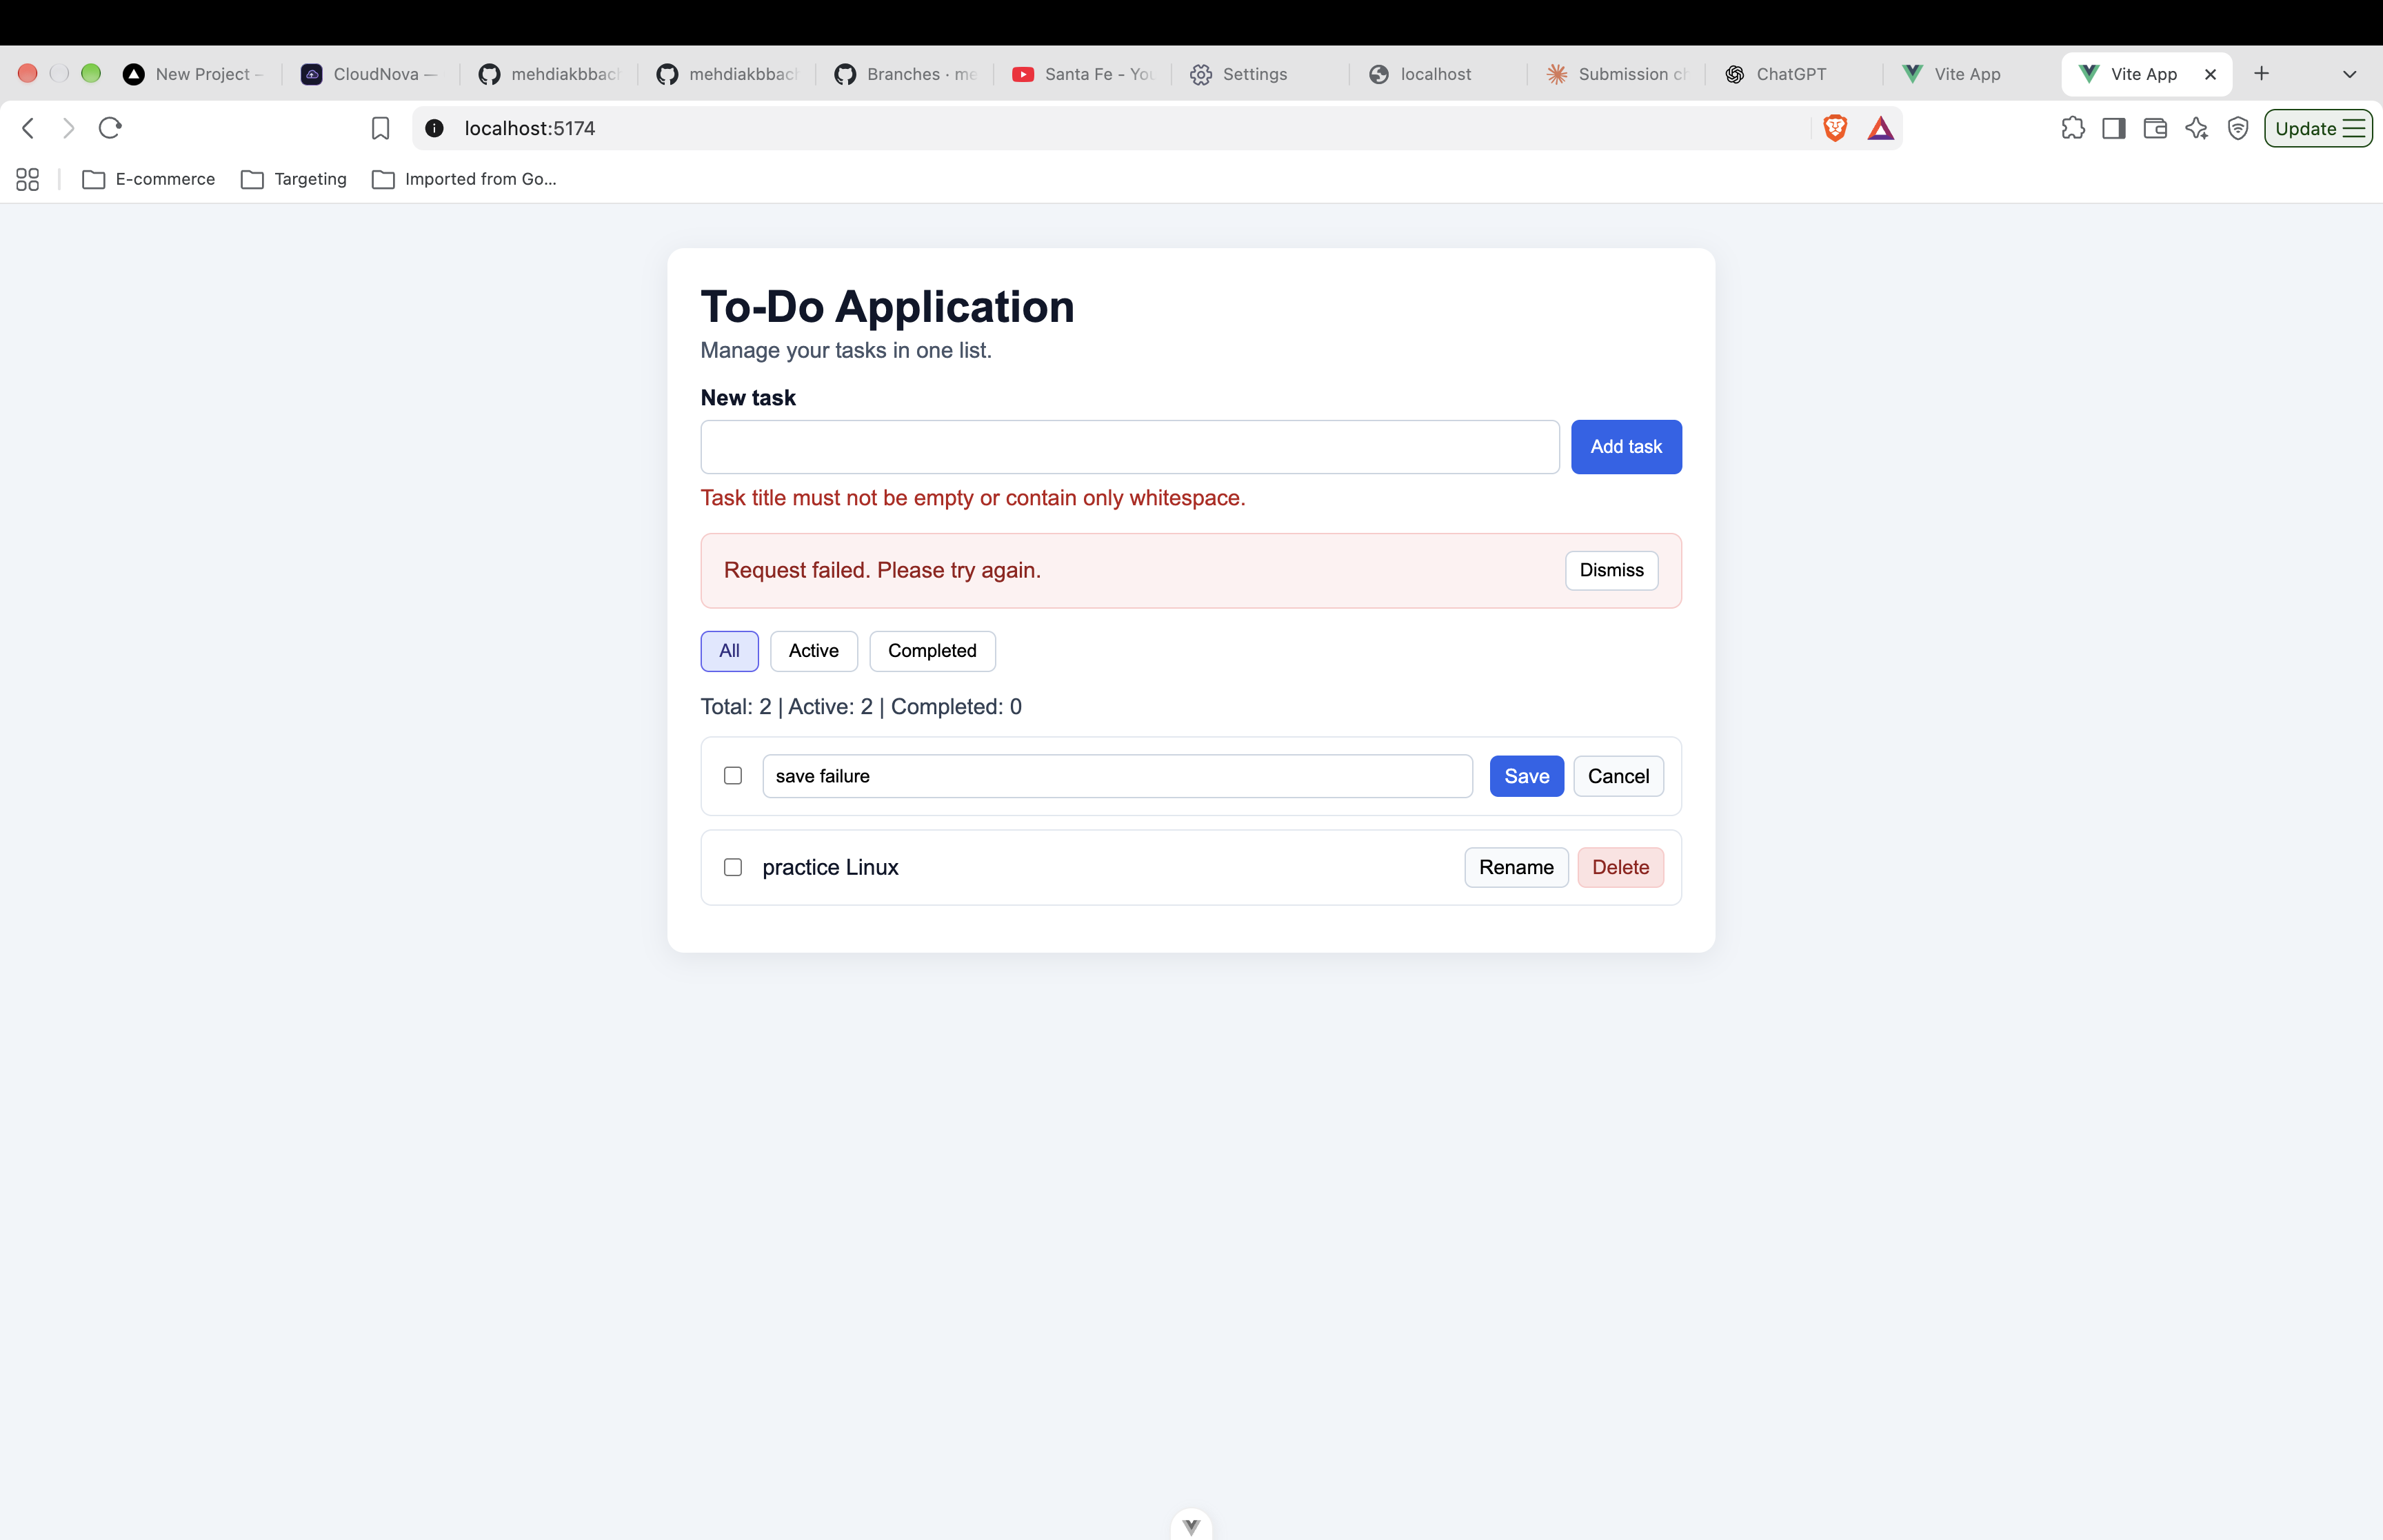 New Project –
CloudNova —
mehdiakbbach
mehdiakbbach
Branches · me
Santa Fe - You
Settings
localhost
Submission ch
ChatGPT
Vite App
Vite App
localhost:5174
Update
E-commerce
Targeting
Imported from Go...
To-Do Application
Manage your tasks in one list.
New task
Add task
Task title must not be empty or contain only whitespace.
Request failed. Please try again.
Dismiss
All
Active
Completed
Total: 2 | Active: 2 | Completed: 0
save failure
Save
Cancel
practice Linux
Rename
Delete